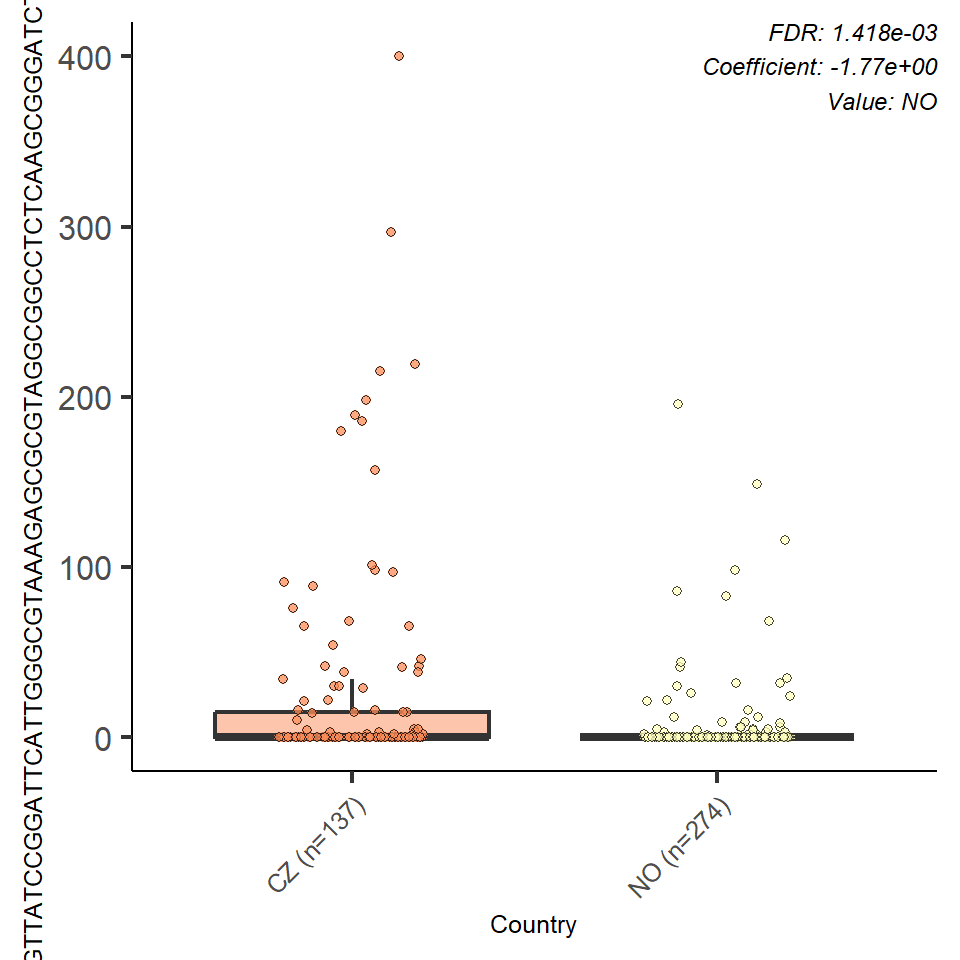 GTTATCCGGATTCATTGGGCGTAAAGAGCGCGTAGGCGGCCTCTCAAGCGGGATCT
400
300
200
100
0
FDR: 1.418e-03
Coefficient: -1.77e+00
Value: NO
CZ (n=137)
NO (n=274)
Country